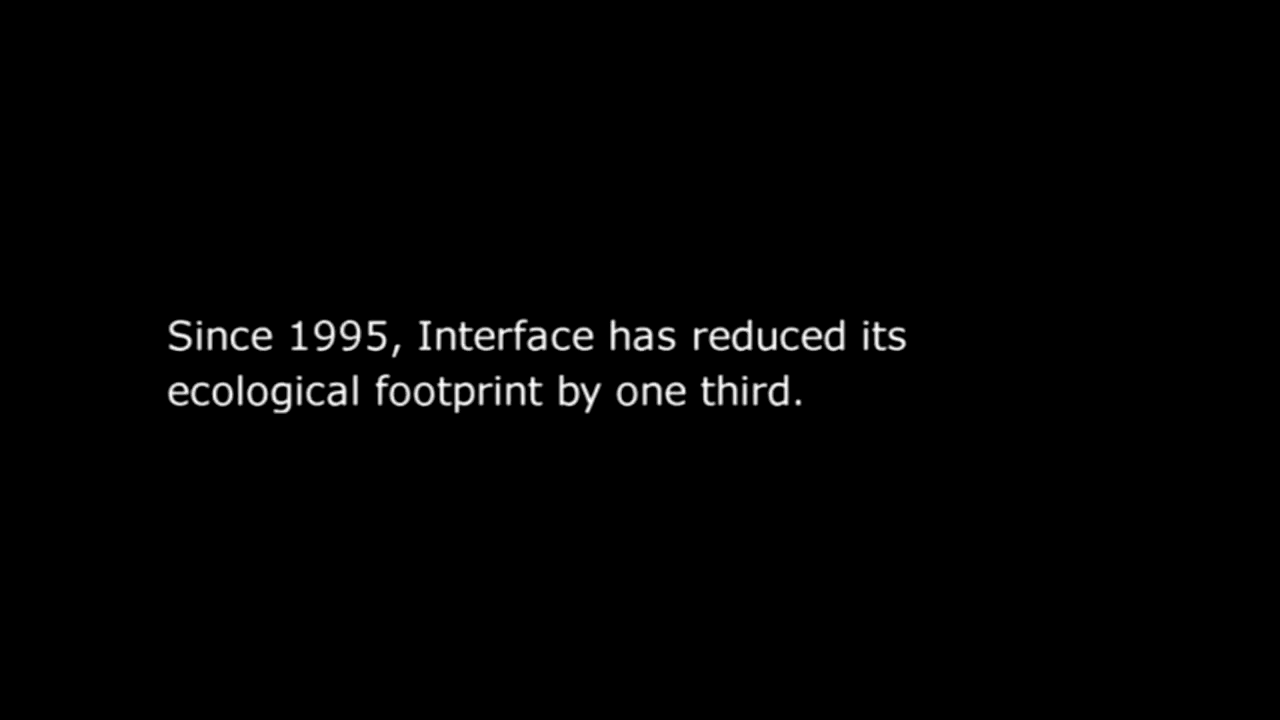 Since 1995, Interface has reduced its
ecological footprint by one third.